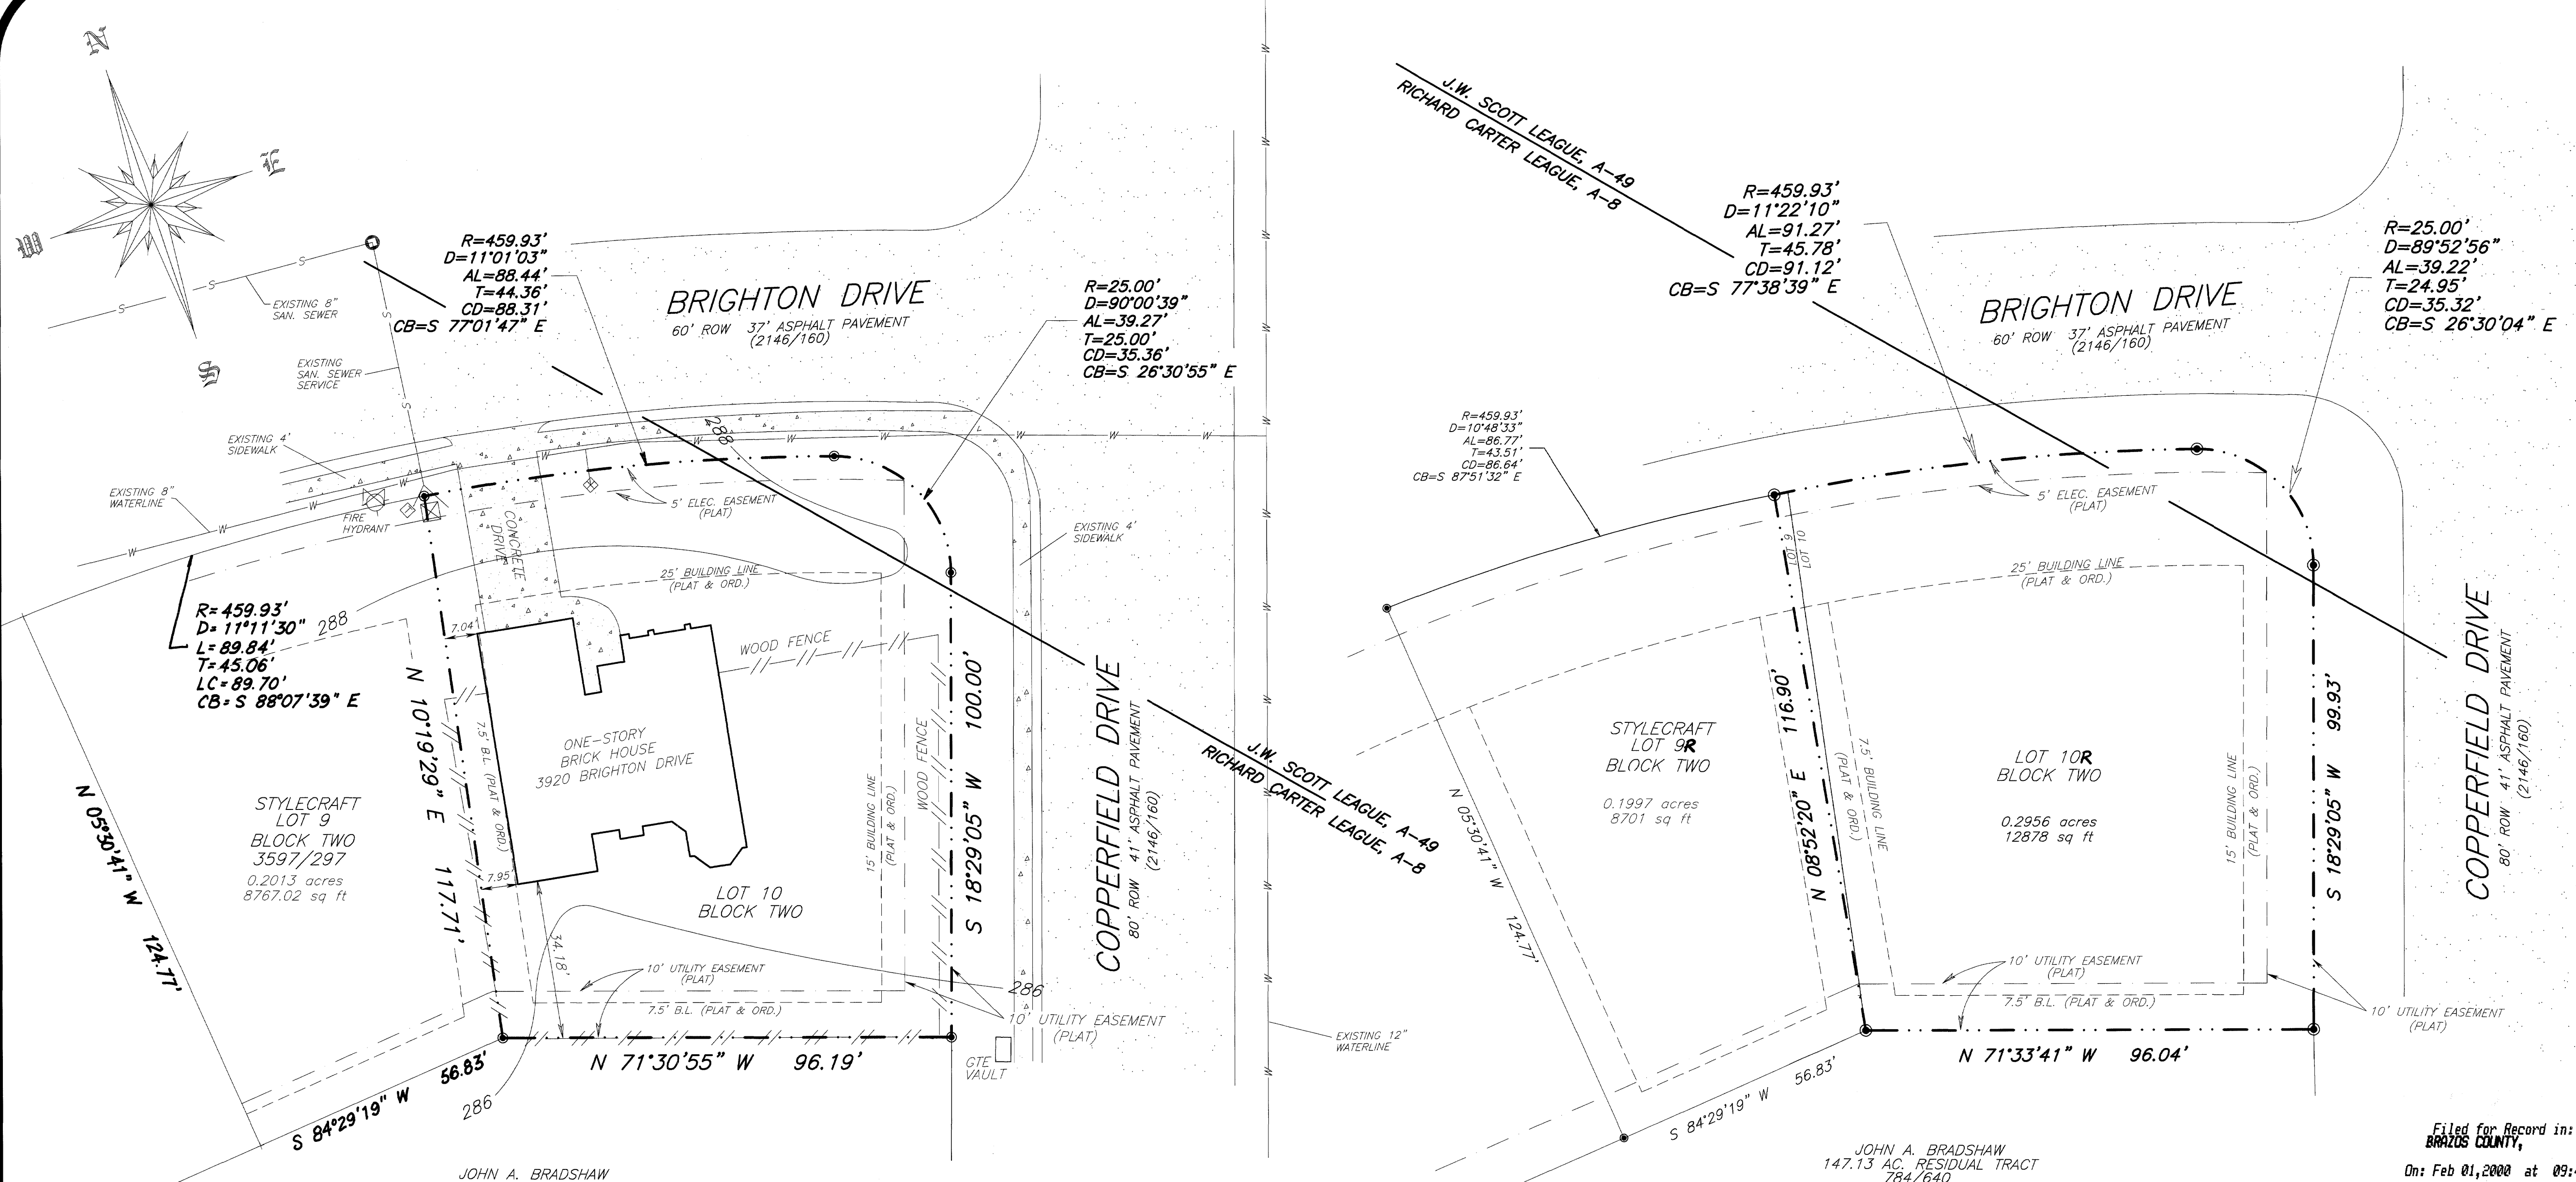 N
E
W
S
EXISTING 8"
SAN. SEWER
EXISTING
SAN. SEWER
SERVICE
R=459.93'
D=11°01'03"
AL=88.44'
T=44.36'
CD=88.31'
CB=S 77°01'47" E
BRIGHTON DRIVE
60' ROW 37' ASPHALT PAVEMENT
(2146/160)
R=25.00'
D=90°00'39"
AL=39.27'
T=25.00'
CD=35.36'
CB=S 26°30'55" E
EXISTING 4'
SIDEWALK
EXISTING 8"
WATERLINE
FIRE
HYDRANT
CONCRETE
DRIVE
288
5' ELEC. EASEMENT
(PLAT)
EXISTING 4'
SIDEWALK
25' BUILDING LINE
(PLAT & ORD.)
R=459.93'
D=11°11'30"
L=89.84'
T=45.06'
LC=89.70'
CB=S 88°07'39" E
288
7.04'
WOOD FENCE
N 10°19'29" E 117.71'
7.5' B.L. (PLAT & ORD.)
ONE-STORY
BRICK HOUSE
3920 BRIGHTON DRIVE
15' BUILDING LINE
(PLAT & ORD.)
WOOD FENCE
S 18°29'05" W 100.00'
COPPERFIELD DRIVE
80' ROW 41' ASPHALT PAVEMENT
(2146/160)
J.W. SCOTT LEAGUE, A-49
RICHARD CARTER LEAGUE, A-8
N 05°30'41" W 124.77'
STYLECRAFT
LOT 9
BLOCK TWO
3597/297
0.2013 acres
8767.02 sq ft
7.95'
34.18'
LOT 10
BLOCK TWO
10' UTILITY EASEMENT
(PLAT)
7.5' B.L. (PLAT & ORD.)
286
10' UTILITY EASEMENT
(PLAT)
GTE
VAULT
N 71°30'55" W 96.19'
S 84°29'19" W 56.83'
286
JOHN A. BRADSHAW
EXISTING 12"
WATERLINE
J.W. SCOTT LEAGUE, A-49
RICHARD CARTER LEAGUE, A-8
R=459.93'
D=11°22'10"
AL=91.27'
T=45.78'
CD=91.12'
CB=S 77°38'39" E
BRIGHTON DRIVE
60' ROW 37' ASPHALT PAVEMENT
(2146/160)
R=25.00'
D=89°52'56"
AL=39.22'
T=24.95'
CD=35.32'
CB=S 26°30'04" E
R=459.93'
D=10°48'33"
AL=86.77'
T=43.51'
CD=86.64'
CB=S 87°51'32" E
LOT 9
LOT 10
5' ELEC. EASEMENT
(PLAT)
25' BUILDING LINE
(PLAT & ORD.)
N 08°52'20" E 116.90'
7.5' BUILDING LINE
(PLAT & ORD.)
STYLECRAFT
LOT 9R
BLOCK TWO
0.1997 acres
8701 sq ft
LOT 10R
BLOCK TWO
0.2956 acres
12878 sq ft
15' BUILDING LINE
(PLAT & ORD.)
S 18°29'05" W 99.93'
COPPERFIELD DRIVE
80' ROW 41' ASPHALT PAVEMENT
(2146/160)
N 05°30'41" W 124.77'
10' UTILITY EASEMENT
(PLAT)
7.5' B.L. (PLAT & ORD.)
10' UTILITY EASEMENT
(PLAT)
N 71°33'41" W 96.04'
S 84°29'19" W 56.83'
JOHN A. BRADSHAW
147.13 AC. RESIDUAL TRACT
784/640
Filed for Record in:
BRAZOS COUNTY,
On: Feb 01,2000 at 09: